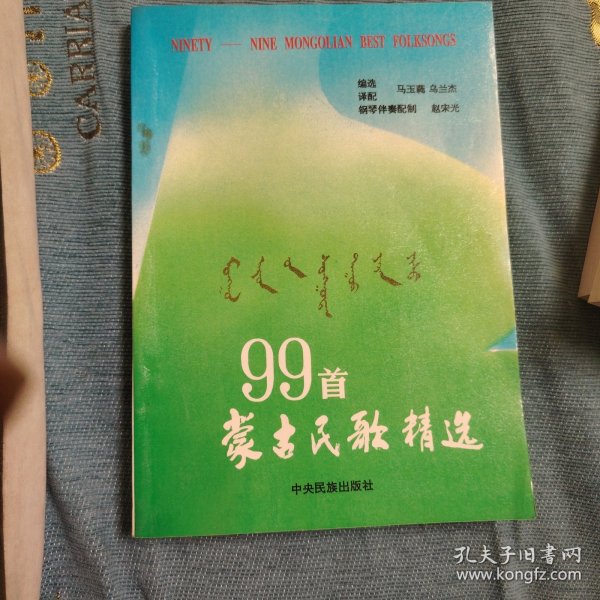 NINETY — NINE MONGOLIAN BEST FOLKSONGS
编选
译配
马玉蕤 乌兰杰
钢琴伴奏配制 赵宋光
99首
蒙古民歌精选
中央民族出版社
CARRIA
孔夫子旧书网
www.kongfz.com